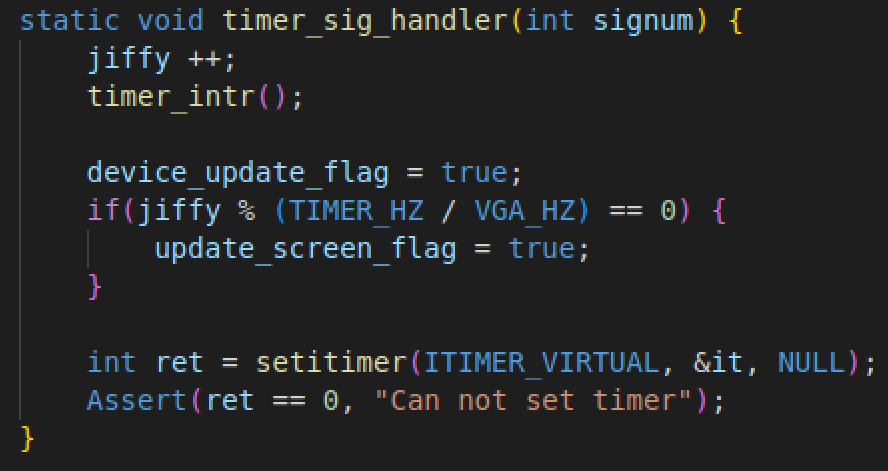 static void timer_sig_handler(int signum) {
jiffy ++;
timer_intr();
device_update_flag = true;
if(jiffy % (TIMER_HZ / VGA_HZ) == 0) {
update_screen_flag = true;
}
int ret = setitimer(ITIMER_VIRTUAL, &it, NULL);
Assert(ret == 0, "Can not set timer");
}